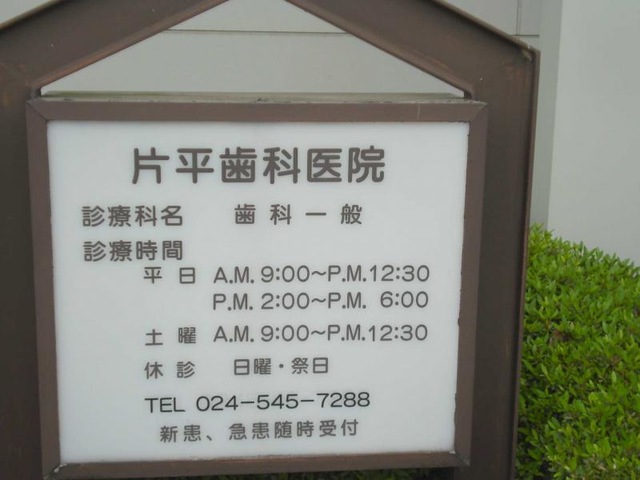 片平歯科医院
診療科名 歯科一般
診療時間
平日 A.M. 9:00〜P.M.12:30
P.M. 2:00〜P.M. 6:00
土曜 A.M. 9:00〜P.M.12:30
休診 日曜・祭日
TEL 024-545-7288
新患、急患随時受付